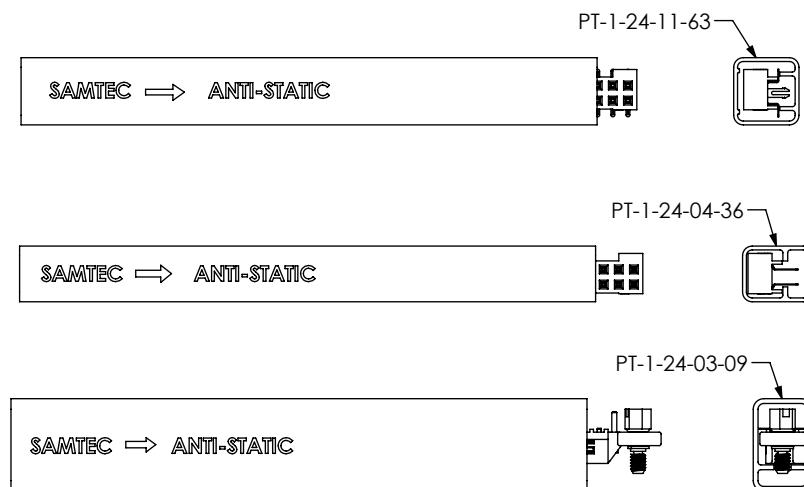 PT-1-24-11-63
SAMTEC ANTI-STATIC
PT-1-24-04-36
SAMTEC ANTI-STATIC
PT-1-24-03-09
SAMTEC ANTI-STATIC